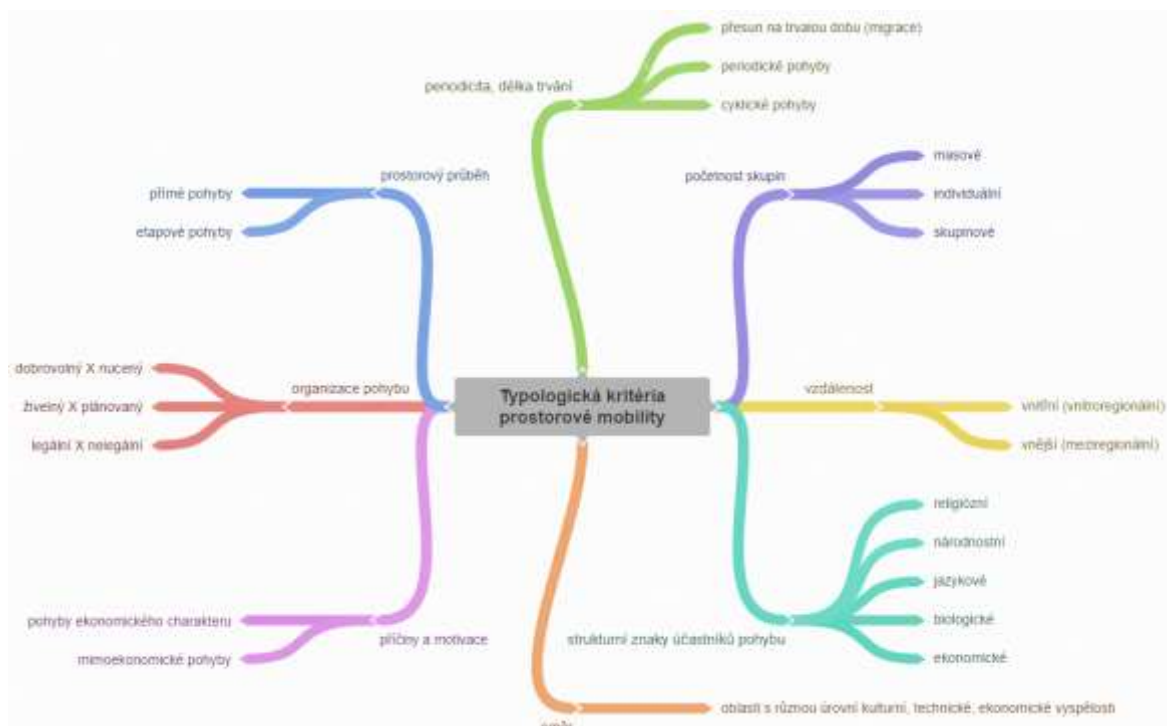 přesun na trvalou dobu (migrace)
periodicita, délka trvání
periodické pohyby
cyklické pohyby
početnost skupin
masové
individuální
skupinové
prostorový průběh
přímé pohyby
etapové pohyby
dobrovolný X nucený
organizace pohybu
živelný X plánovaný
legální X nelegální
Typologická kritéria
prostorové mobility
vzdálenost
vnitřní (vnitroregionální)
vnější (meziregionální)
religiózní
národnostní
jazykové
strukturní znaky účastníků pohybu
biologické
ekonomické
pohyby ekonomického charakteru
příčiny a motivace
mimoekonomické pohyby
oblasti s různou úrovní kulturní, technické, ekonomické vyspělosti